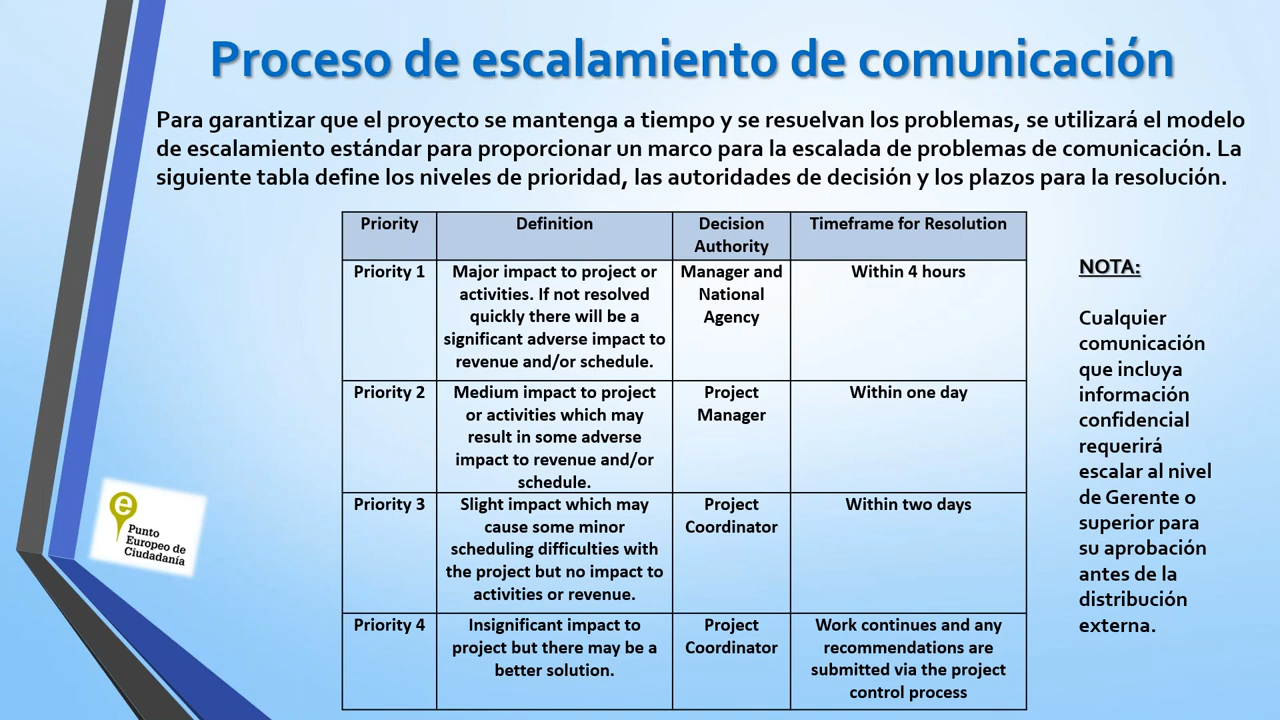 Proceso de escalamiento de comunicación
Para garantizar que el proyecto se mantenga a tiempo y se resuelvan los problemas, se utilizará el modelo
de escalamiento estándar para proporcionar un marco para la escalada de problemas de comunicación. La
siguiente tabla define los niveles de prioridad, las autoridades de decisión y los plazos para la resolución.
Priority
Definition
Decision
Authority
Timeframe for Resolution
Priority 1
Major impact to project or
activities. If not resolved
quickly there will be a
significant adverse impact to
revenue and/or schedule.
Manager and
National
Agency
Within 4 hours
Priority 2
Medium impact to project
or activities which may
result in some adverse
impact to revenue and/or
schedule.
Project
Manager
Within one day
Priority 3
Slight impact which may
cause some minor
scheduling difficulties with
the project but no impact to
activities or revenue.
Project
Coordinator
Within two days
Priority 4
Insignificant impact to
project but there may be a
better solution.
Project
Coordinator
Work continues and any
recommendations are
submitted via the project
control process
NOTA:
Cualquier
comunicación
que incluya
información
confidencial
requerirá
escalar al nivel
de Gerente o
superior para
su aprobación
antes de la
distribución
externa.
e
Punto
Europeo de
Ciudadanía